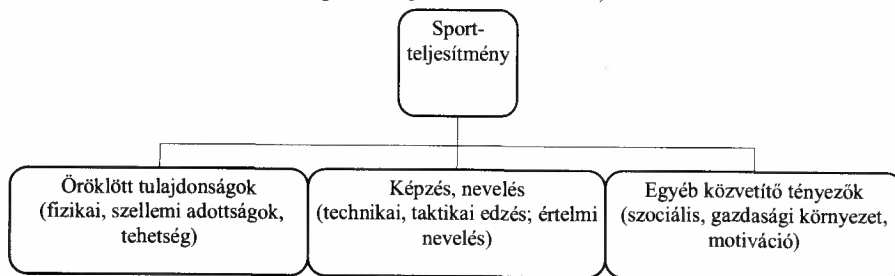 Sport-
teljesítmény
Öröklött tulajdonságok
(fizikai, szellemi adottságok,
tehetség)
Képzés, nevelés
(technikai, taktikai edzés; értelmi
nevelés)
Egyéb közvetítő tényezők
(szociális, gazdasági környezet,
motiváció)